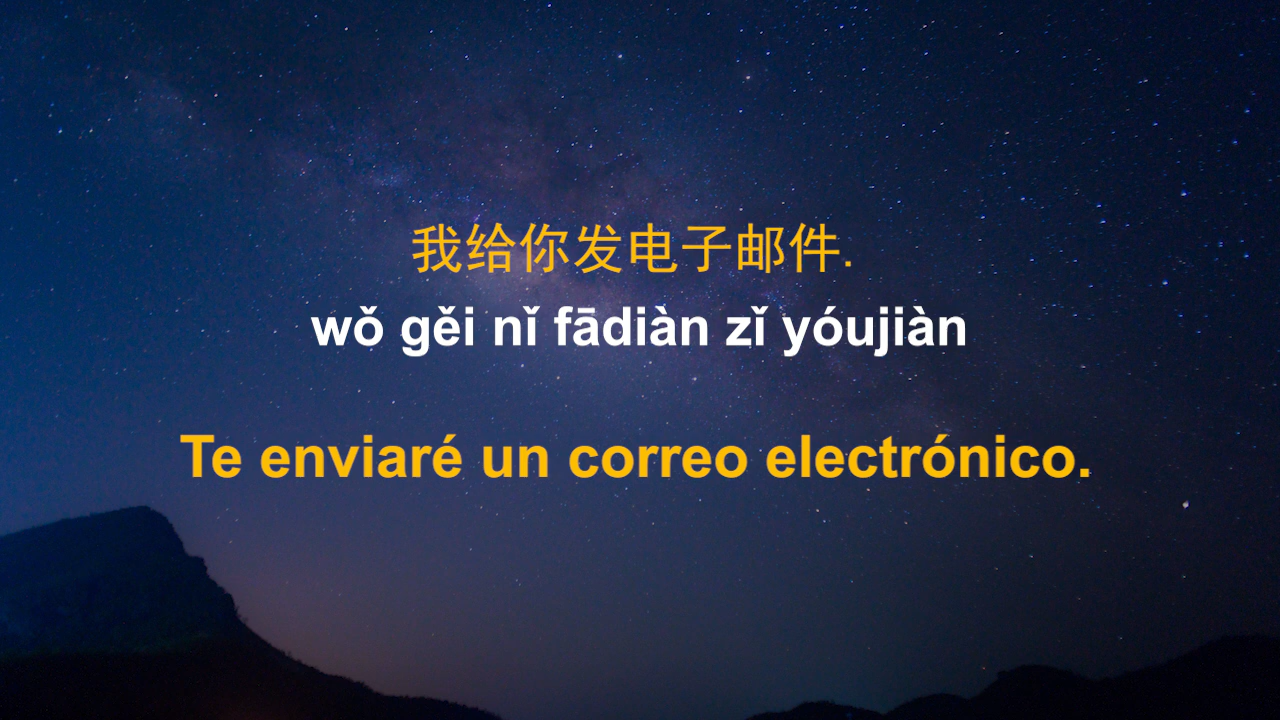 我给你发电子邮件.
wǒ gěi nǐ fādiàn zǐ yóujiàn
Te enviaré un correo electrónico.